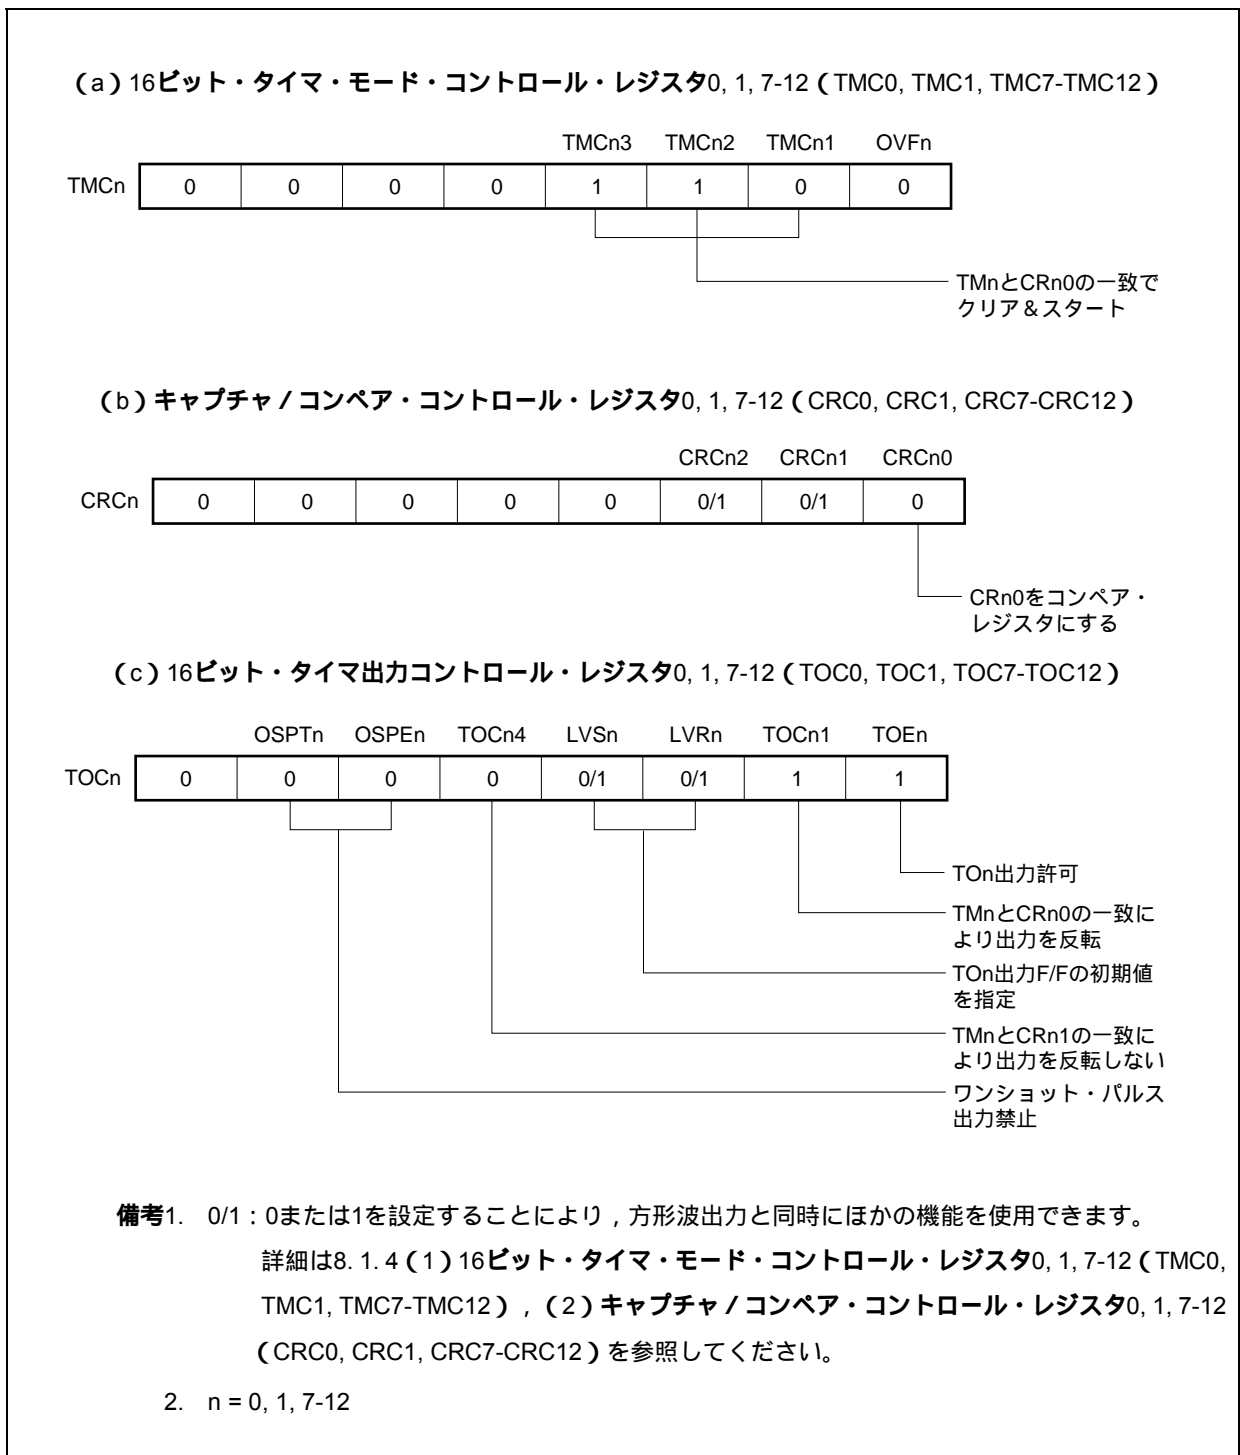 （a）16ビット・タイマ・モード・コントロール・レジスタ0, 1, 7-12（TMC0, TMC1, TMC7-TMC12）
TMCn3 TMCn2 TMCn1 OVFn
TMCn 0 0 0 0 1 1 0 0
TMnとCRn0の一致で
クリア＆スタート
（b）キャプチャ／コンペア・コントロール・レジスタ0, 1, 7-12（CRC0, CRC1, CRC7-CRC12）
CRCn2 CRCn1 CRCn0
CRCn 0 0 0 0 0 0/1 0/1 0
CRn0をコンペア・
レジスタにする
（c）16ビット・タイマ出力コントロール・レジスタ0, 1, 7-12（TOC0, TOC1, TOC7-TOC12）
OSPTn OSPEn TOCn4 LVSn LVRn TOCn1 TOEn
TOCn 0 0 0 0 0/1 0/1 1 1
TOn出力許可
TMnとCRn0の一致に
より出力を反転
TOn出力F/Fの初期値
を指定
TMnとCRn1の一致に
より出力を反転しない
ワンショット・パルス
出力禁止
備考1. 0/1：0または1を設定することにより，方形波出力と同時にほかの機能を使用できます。
詳細は8. 1. 4（1）16ビット・タイマ・モード・コントロール・レジスタ0, 1, 7-12（TMC0,
TMC1, TMC7-TMC12），（2）キャプチャ／コンペア・コントロール・レジスタ0, 1, 7-12
（CRC0, CRC1, CRC7-CRC12）を参照してください。
2. n = 0, 1, 7-12